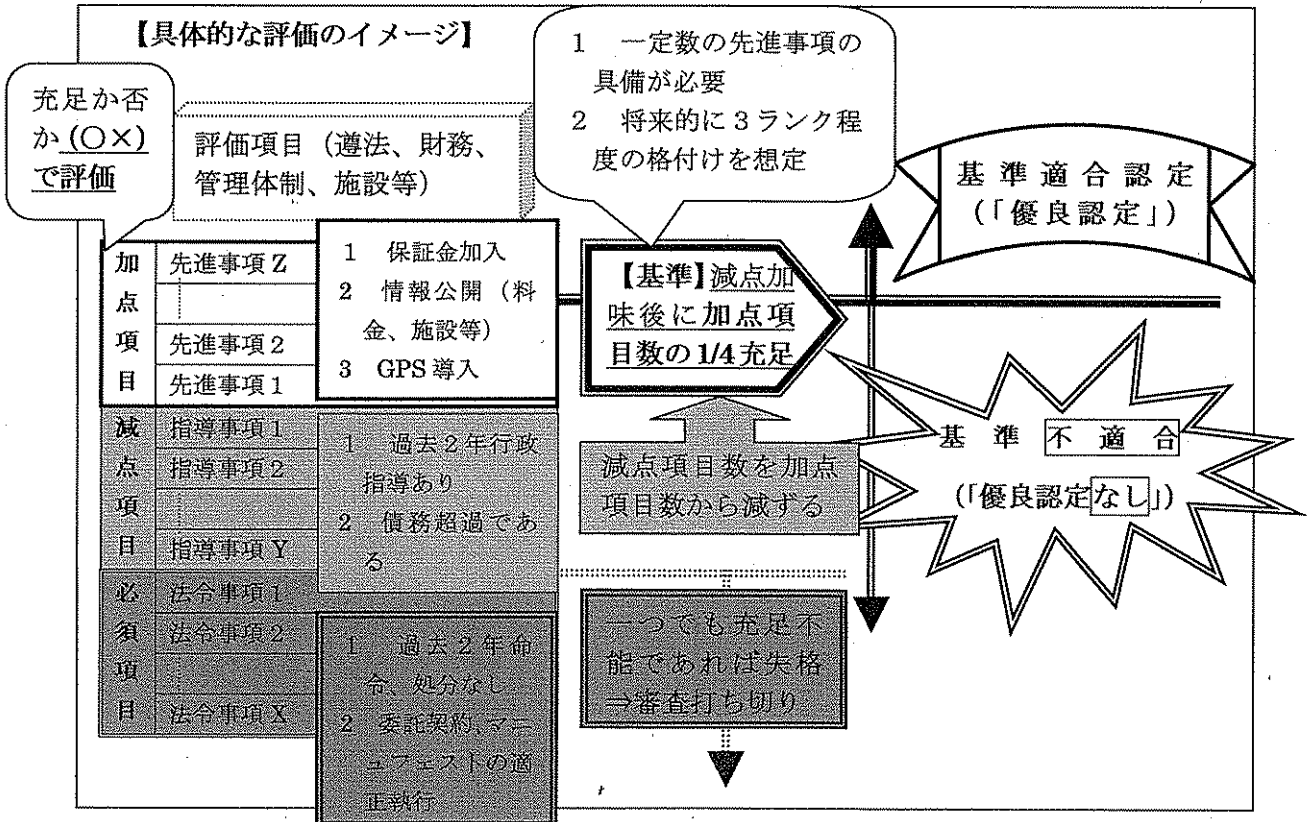 【具体的な評価のイメージ】
充足か否
か(○×)
で評価
評価項目(遵法、財務、
管理体制、施設等)
1 一定数の先進事項の
具備が必要
2 将来的に3ランク程
度の格付けを想定
基準適合認定
(「優良認定」)
加点項目
先進事項Z
先進事項2
先進事項1
1 保証金加入
2 情報公開(料
金、施設等)
3 GPS導入
【基準】減点加
味後に加点項
目数の1/4充足
減点項目
指導事項1
指導事項2
指導事項Y
1 過去2年行政
指導あり
2 債務超過であ
る
減点項目数を加点
項目数から減ずる
基準不適合
(「優良認定なし」)
必須項目
法令事項1
法令事項2
法令事項X
1 過去2年命
令、処分なし
2 委託契約、マニ
ュフェストの適
正執行
一つでも充足不
能であれば失格
⇒審査打ち切り